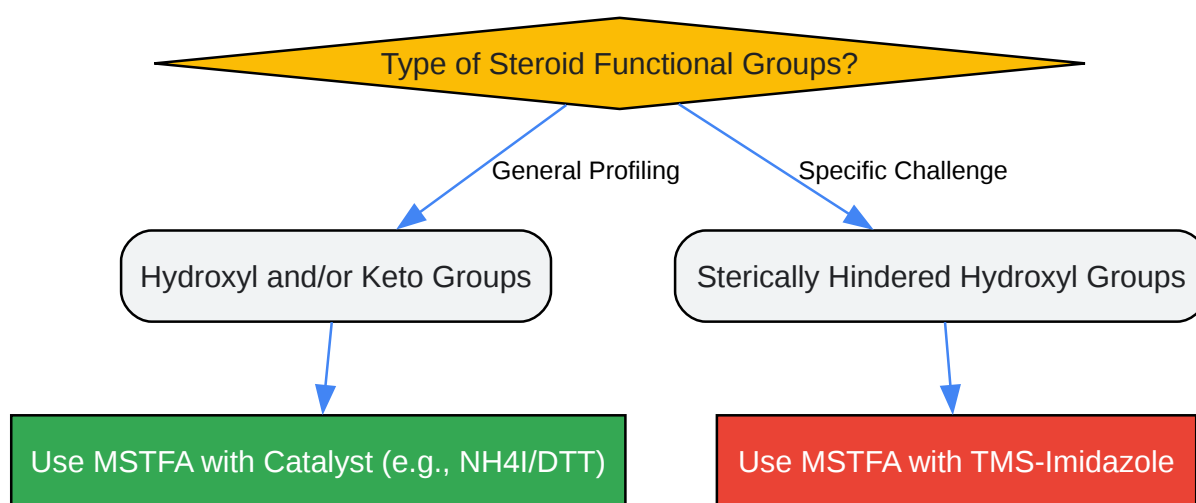 Type of Steroid Functional Groups?
General Profiling
Specific Challenge
Hydroxyl and/or Keto Groups
Sterically Hindered Hydroxyl Groups
Use MSTFA with Catalyst (e.g., NH4I/DTT)
Use MSTFA with TMS-Imidazole